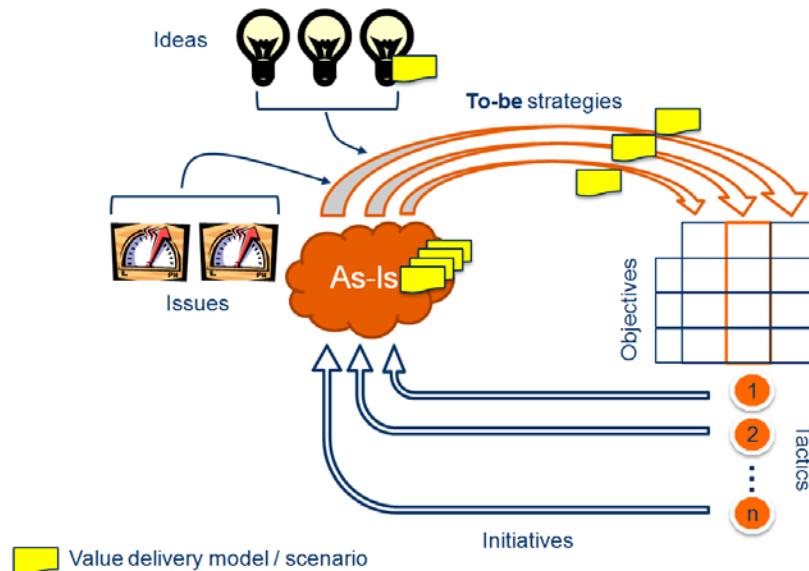 Ideas
To-be strategies
Issues
As-Is
Objectives
1
2
n
Tactics
Initiatives
Value delivery model / scenario